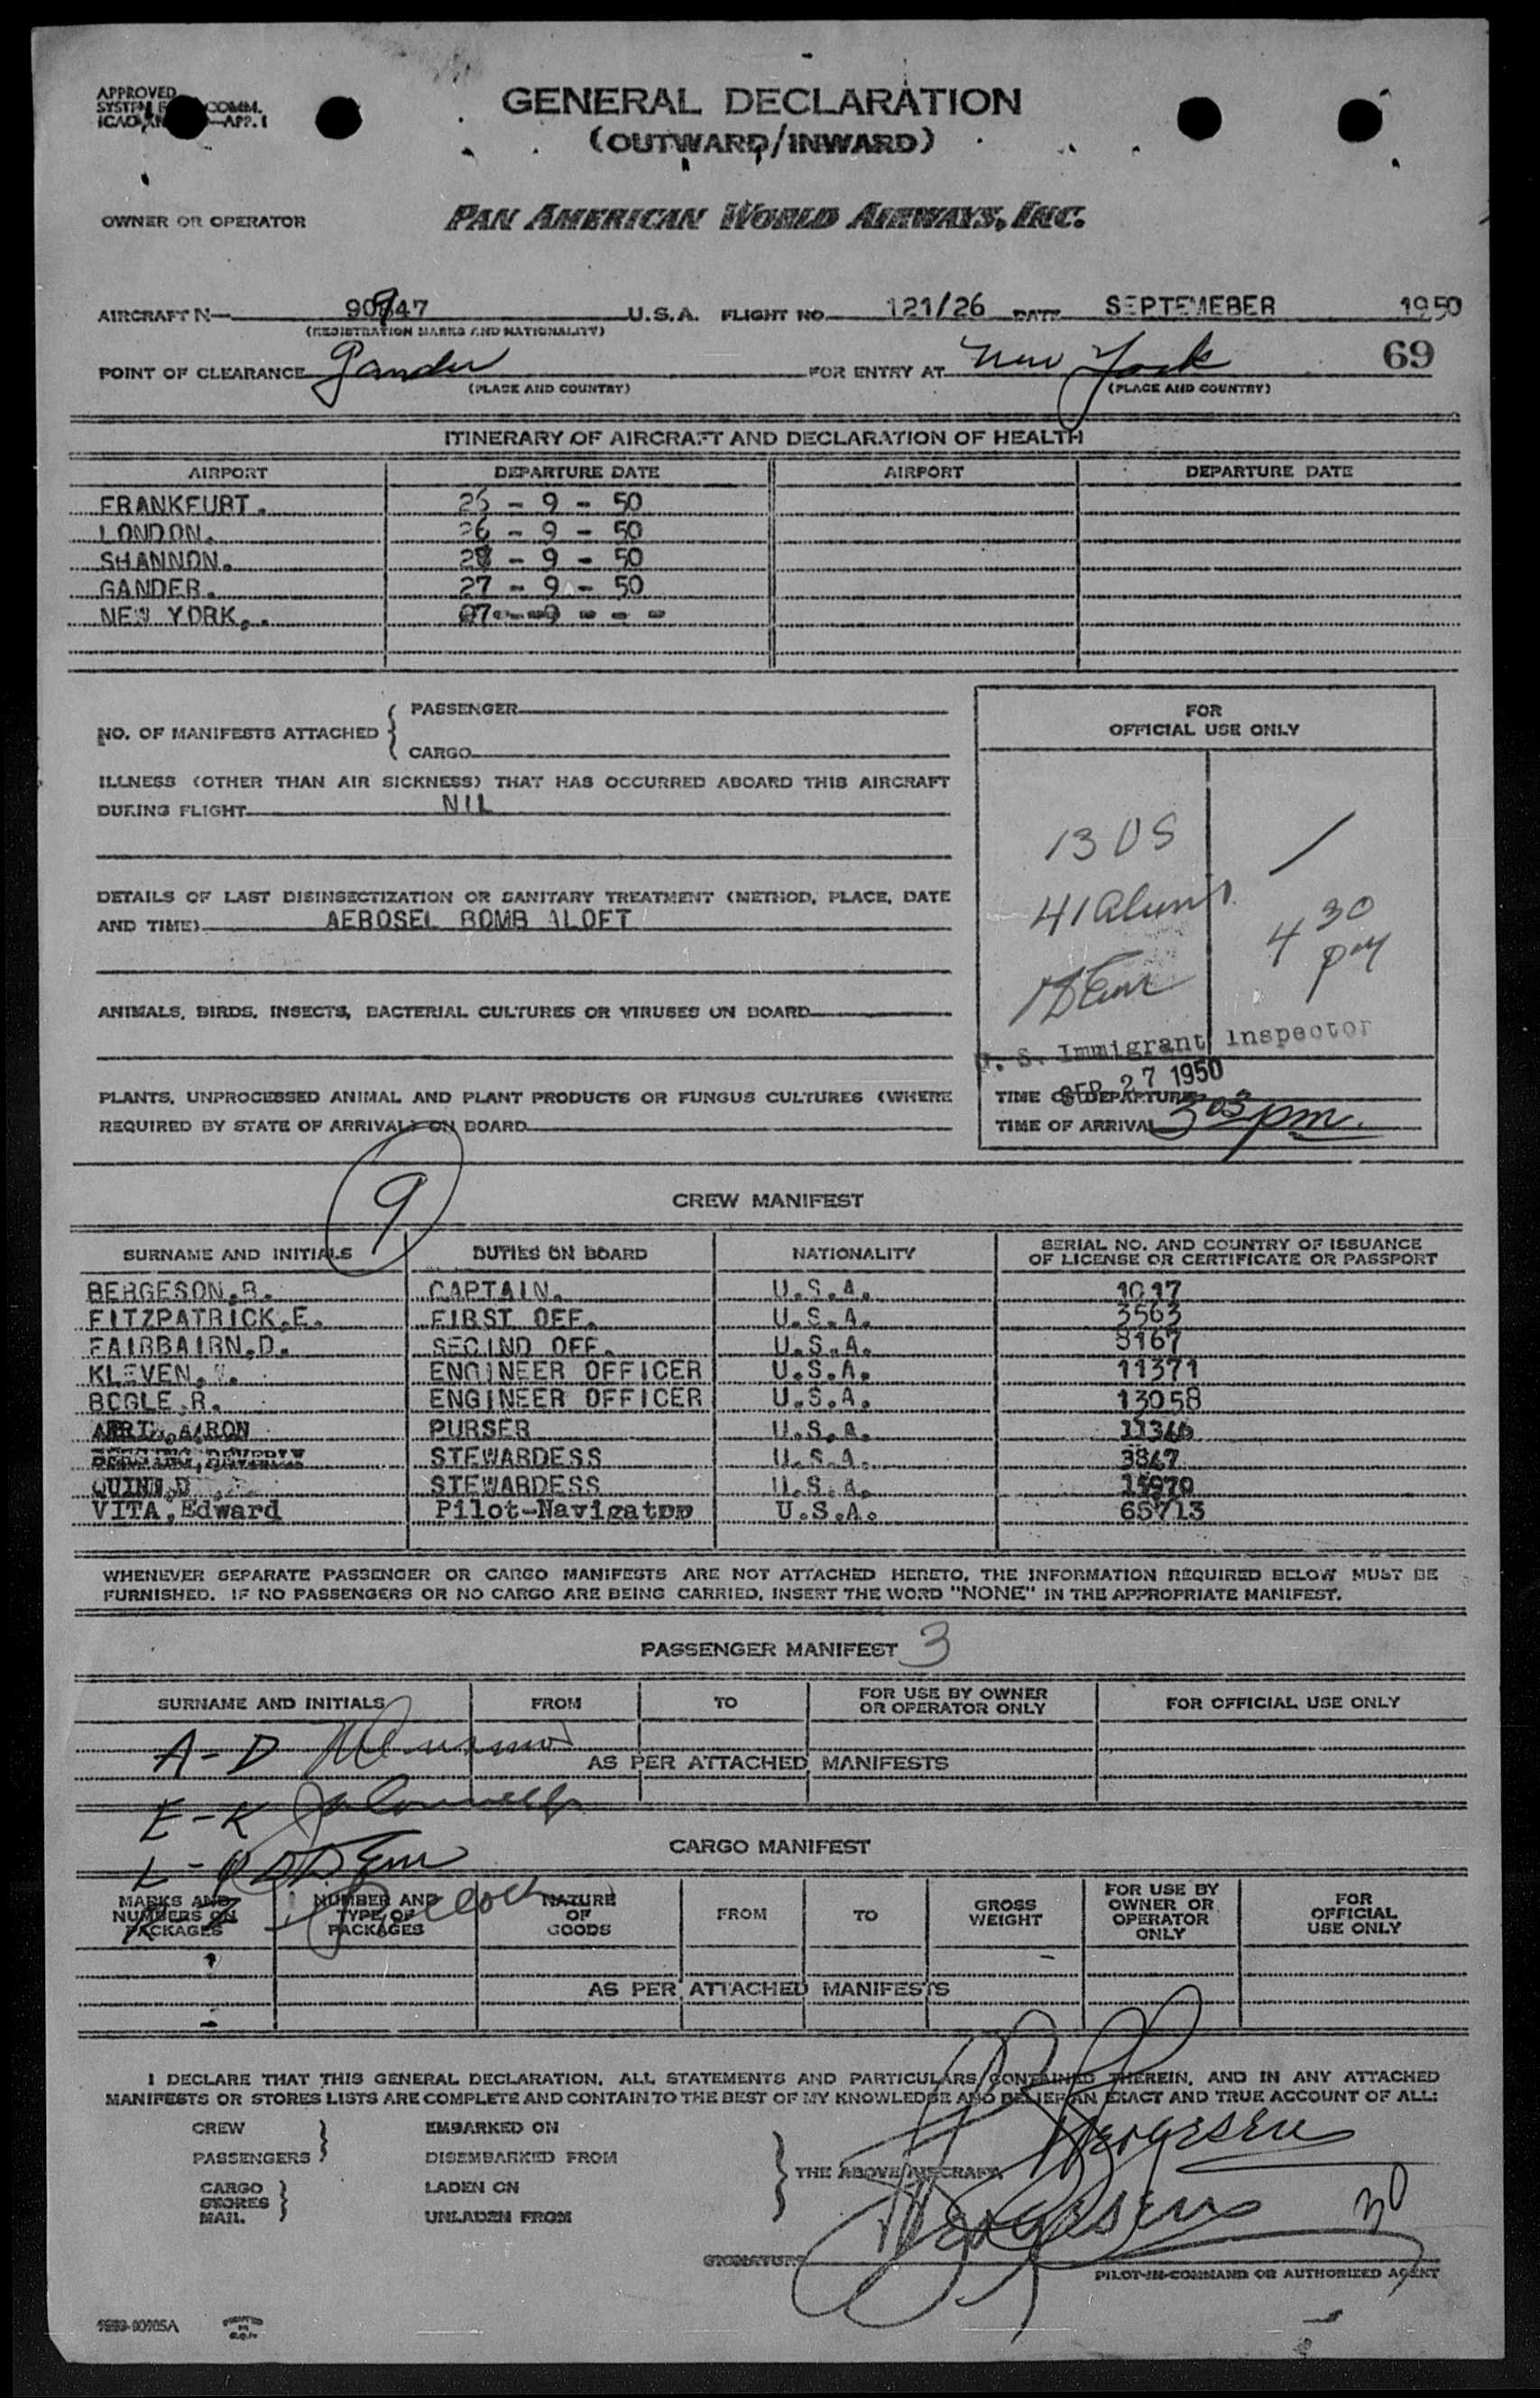 APPROVED
SYSTEM COMM.
ICAO APP. 1
GENERAL DECLARATION
(OUTWARD/INWARD)
OWNER OR OPERATOR PAN AMERICAN WORLD AIRWAYS, INC.
AIRCRAFT N— 90947 U.S.A. FLIGHT NO. 121/26 DATE SEPTEMEBER 1950
(REGISTRATION MARKS AND NATIONALITY)
POINT OF CLEARANCE Gander FOR ENTRY AT New York 69
(PLACE AND COUNTRY) (PLACE AND COUNTRY)
ITINERARY OF AIRCRAFT AND DECLARATION OF HEALTH
AIRPORT DEPARTURE DATE AIRPORT DEPARTURE DATE
FRANKFURT. 26 - 9 - 50
LONDON. 26 - 9 - 50
SHANNON. - 9 - 50
GANDER. 27 - 9 - 50
NEW YORK,.
NO. OF MANIFESTS ATTACHED { PASSENGER
CARGO
ILLNESS (OTHER THAN AIR SICKNESS) THAT HAS OCCURRED ABOARD THIS AIRCRAFT
DURING FLIGHT NIL
DETAILS OF LAST DISINSECTIZATION OR SANITARY TREATMENT (METHOD, PLACE, DATE
AND TIME) AEROSEL BOMB ALOFT
ANIMALS, BIRDS, INSECTS, BACTERIAL CULTURES OR VIRUSES ON BOARD
PLANTS, UNPROCESSED ANIMAL AND PLANT PRODUCTS OR FUNGUS CULTURES (WHERE
REQUIRED BY STATE OF ARRIVAL) ON BOARD
FOR
OFFICIAL USE ONLY
13 US
41 Aliens
4 30 pm
U. S. Immigrant Inspector
SEP 27 1950
TIME OF DEPARTURE
TIME OF ARRIVAL 3 03 pm.
9
CREW MANIFEST
SURNAME AND INITIALS DUTIES ON BOARD NATIONALITY SERIAL NO. AND COUNTRY OF ISSUANCE
OF LICENSE OR CERTIFICATE OR PASSPORT
BERGESON,R. CAPTAIN. U.S.A. 1017
FITZPATRICK,E. FIRST OFF. U.S.A. 3563
FAIRBAIRN,D. SECIND OFF. U.S.A. 8167
KLEVEN, ENGINEER OFFICER U.S.A. 11371
BOGLE,R. ENGINEER OFFICER U.S.A. 13058
PURSER U.S.A.
STEWARDESS U.S.A. 3867
QUINN,D STEWARDESS U.S.A.
VITA,Edward Pilot-Navigator U.S.A. 65713
WHENEVER SEPARATE PASSENGER OR CARGO MANIFESTS ARE NOT ATTACHED HERETO, THE INFORMATION REQUIRED BELOW MUST BE
FURNISHED. IF NO PASSENGERS OR NO CARGO ARE BEING CARRIED, INSERT THE WORD "NONE" IN THE APPROPRIATE MANIFEST.
PASSENGER MANIFEST 3
SURNAME AND INITIALS FROM TO FOR USE BY OWNER
OR OPERATOR ONLY FOR OFFICIAL USE ONLY
A - D
AS PER ATTACHED MANIFESTS
E - K
CARGO MANIFEST
L - Q
MARKS AND
NUMBERS ON
PACKAGES NUMBER AND
TYPE OF
PACKAGES NATURE
OF
GOODS FROM TO GROSS
WEIGHT FOR USE BY
OWNER OR
OPERATOR
ONLY FOR
OFFICIAL
USE ONLY
R - Z
AS PER ATTACHED MANIFESTS
I DECLARE THAT THIS GENERAL DECLARATION, ALL STATEMENTS AND PARTICULARS CONTAINED THEREIN, AND IN ANY ATTACHED
MANIFESTS OR STORES LISTS ARE COMPLETE AND CONTAIN TO THE BEST OF MY KNOWLEDGE AND BELIEF AN EXACT AND TRUE ACCOUNT OF ALL:
CREW
PASSENGERS } EMBARKED ON
DISEMBARKED FROM
CARGO
STORES
MAIL } LADEN ON
UNLADEN FROM } THE ABOVE AIRCRAFT.
SIGNATURE
PILOT-IN-COMMAND OR AUTHORIZED AGENT